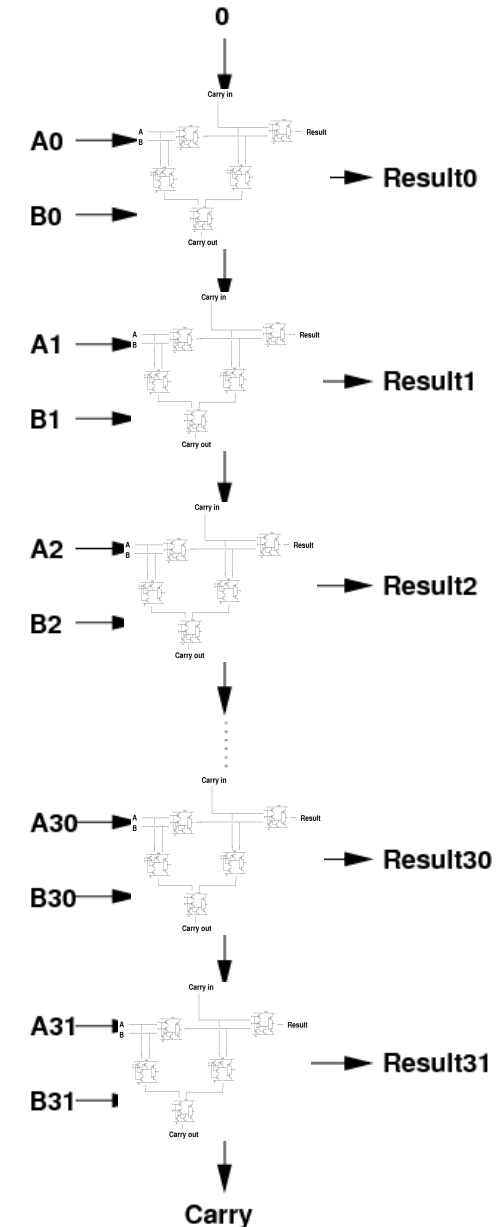 0
Carry in
A
B
Result
A0
Result0
B0
Carry out
Carry in
A
B
Result
A1
Result1
B1
Carry out
Carry in
A
B
Result
A2
Result2
B2
Carry out
Carry in
A
B
Result
A30
Result30
B30
Carry out
Carry in
A
B
Result
A31
Result31
B31
Carry out
Carry